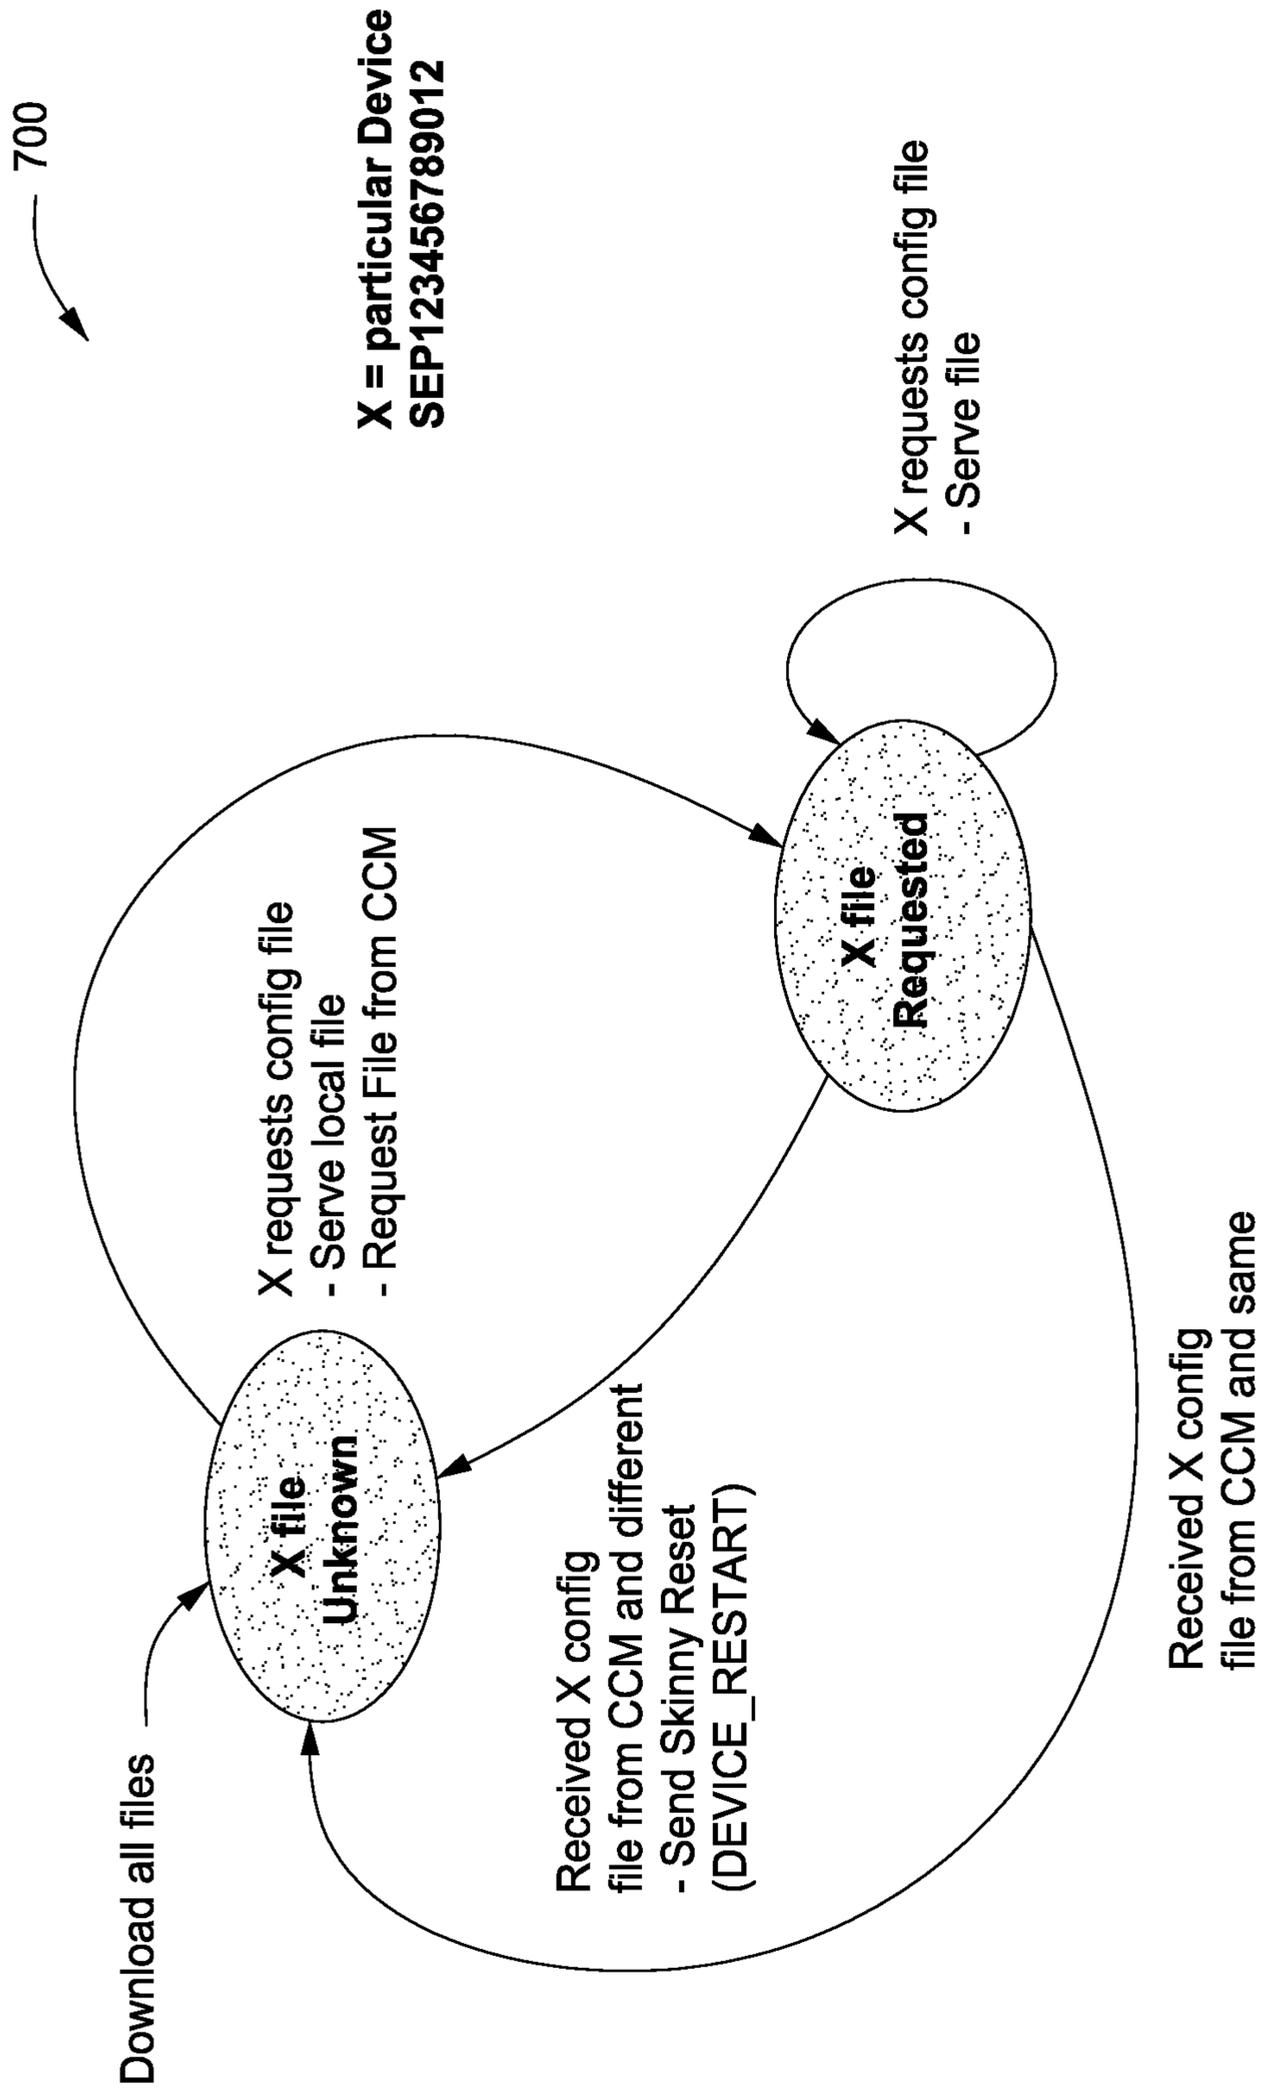 700
X = particular Device
SEP123456789012
Download all files
X file
Unknown
X requests config file
- Serve local file
- Request File from CCM
Received X config
file from CCM and different
- Send Skinny Reset
(DEVICE_RESTART)
X file
Requested
X requests config file
- Serve file
Received X config
file from CCM and same